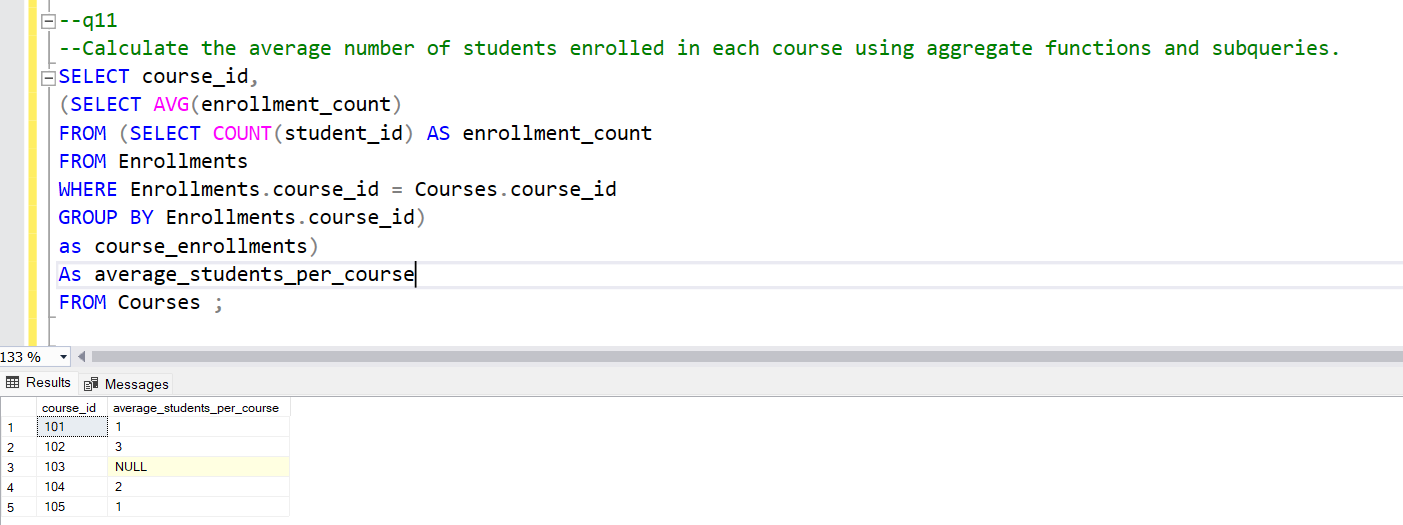 --q11
--Calculate the average number of students enrolled in each course using aggregate functions and subqueries.
SELECT course_id,
(SELECT AVG(enrollment_count)
FROM (SELECT COUNT(student_id) AS enrollment_count
FROM Enrollments
WHERE Enrollments.course_id = Courses.course_id
GROUP BY Enrollments.course_id)
as course_enrollments)
As average_students_per_course
FROM Courses ;
133 %
Results Messages
course_id average_students_per_course
1 101 1
2 102 3
3 103 NULL
4 104 2
5 105 1